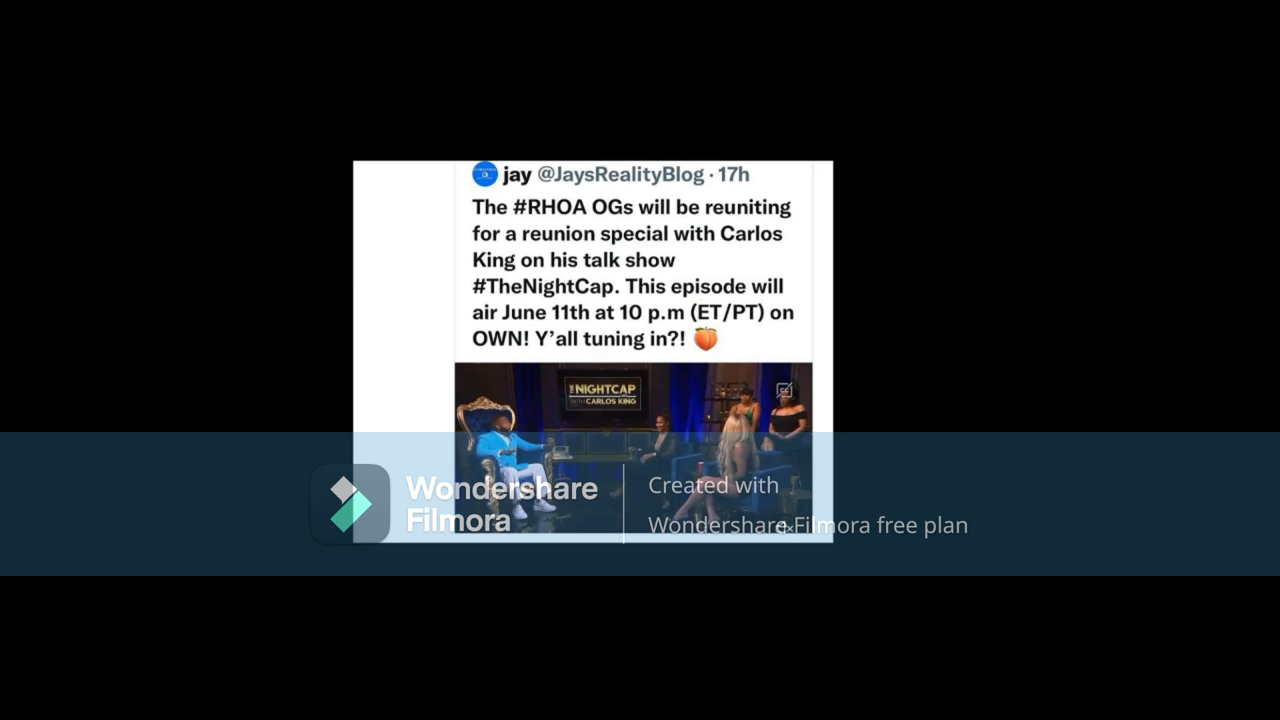 jay @JaysRealityBlog · 17h
The #RHOA OGs will be reuniting
for a reunion special with Carlos
King on his talk show
#TheNightCap. This episode will
air June 11th at 10 p.m (ET/PT) on
OWN! Y’all tuning in?! 🍑
THE NIGHTCAP
WITH CARLOS KING
Wondershare
Filmora
Created with
Wondershare Filmora free plan